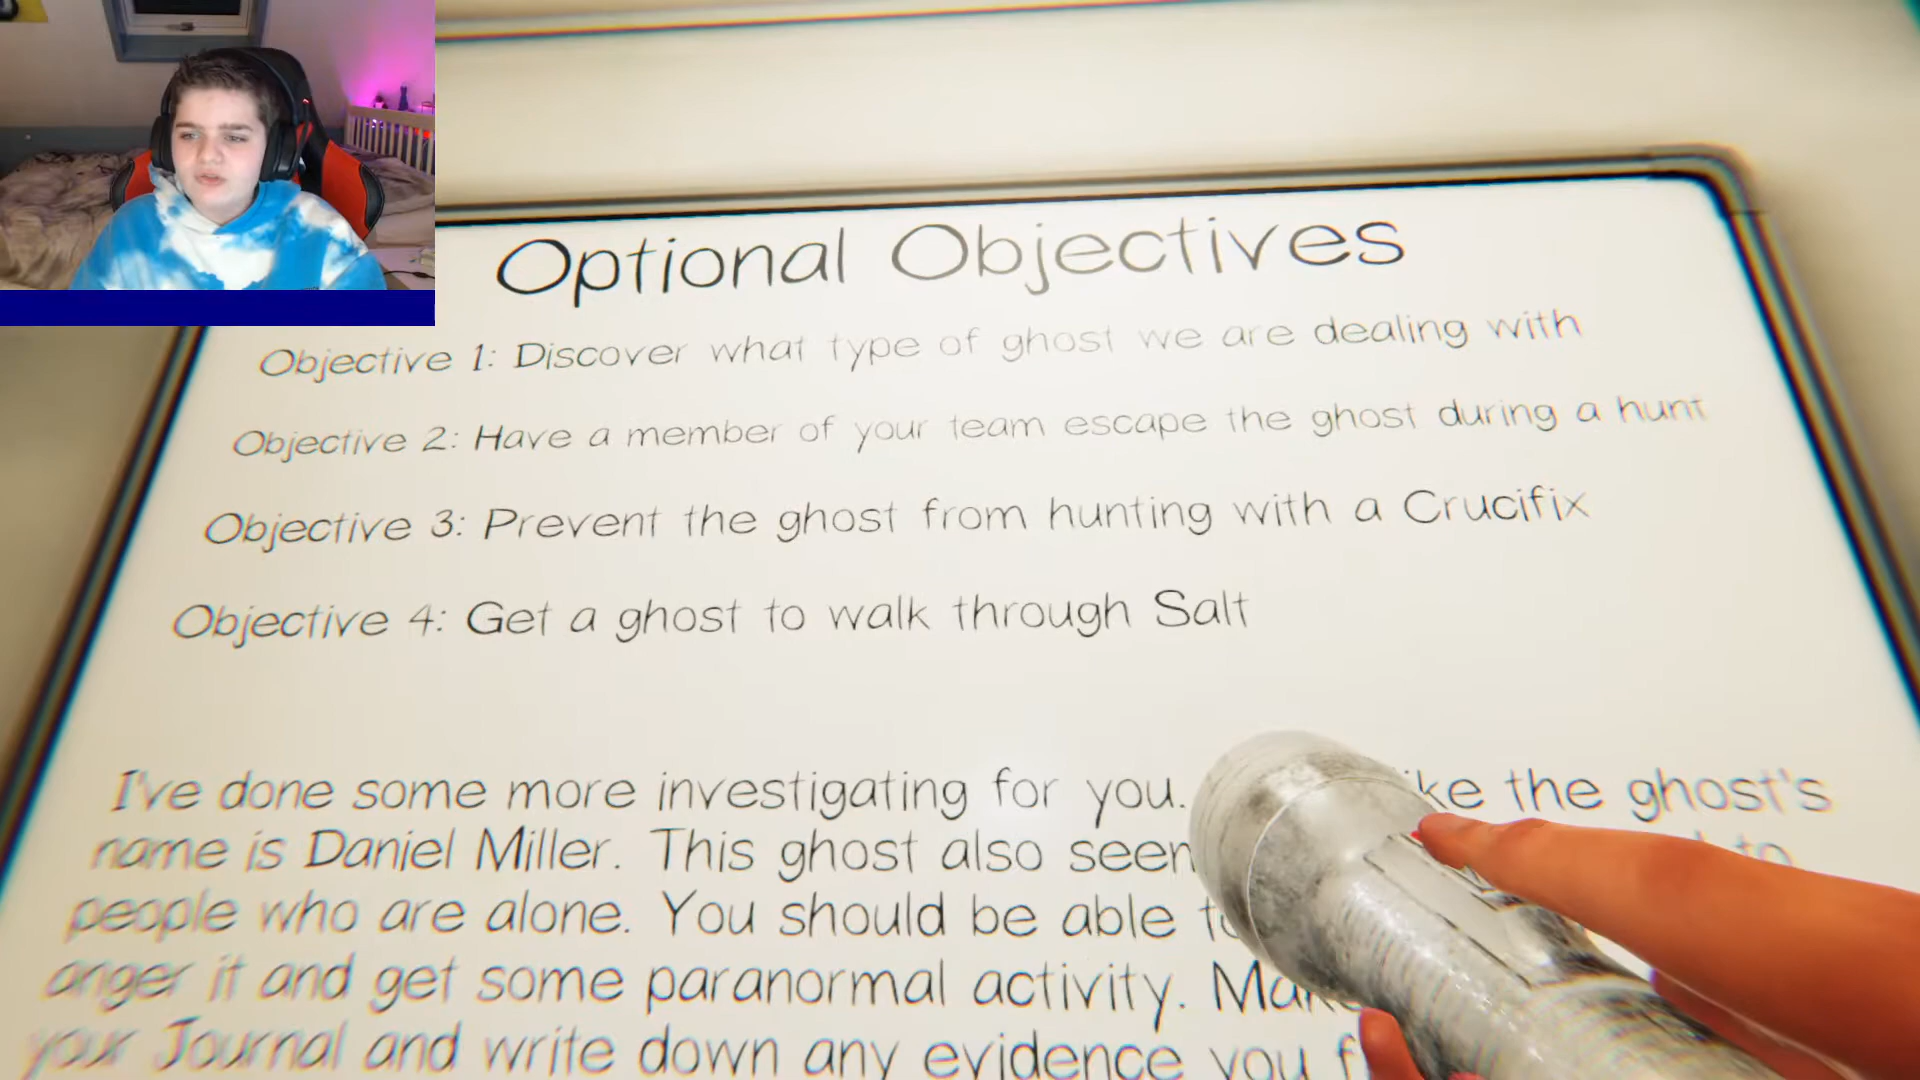 Optional Objectives
Objective 1: Discover what type of ghost we are dealing with
Objective 2: Have a member of your team escape the ghost during a hunt
Objective 3: Prevent the ghost from hunting with a Crucifix
Objective 4: Get a ghost to walk through Salt
I've done some more investigating for you. the ghost's
name is Daniel Miller. This ghost also to
people who are alone. You should be able
anger it and get some paranormal activity.
your Journal and write down any evidence you